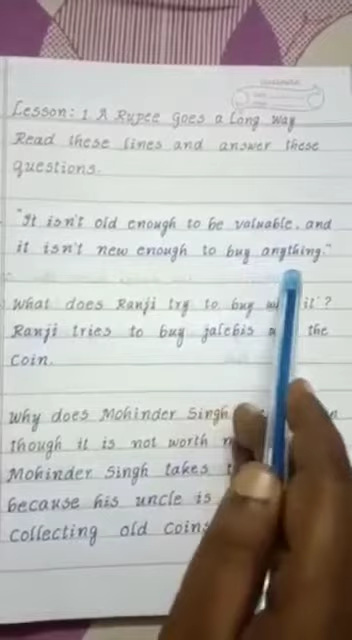 Lesson: 1 A Rupee goes a long way
Read these lines and answer these
questions.
"It isn't old enough to be valuable, and
it isn't new enough to buy anything."
What does Ranji try to buy it?
Ranji tries to buy jalebis the
coin.
Why does Mohinder Singh
though it is not worth
Mohinder Singh takes
because his uncle is
collecting old coins